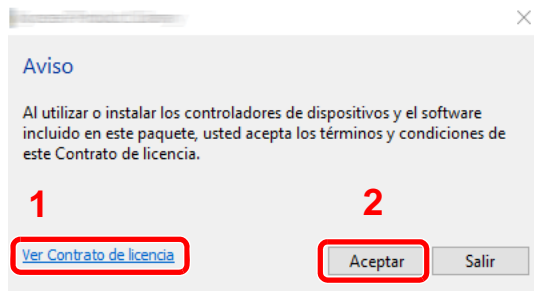 Aviso
Al utilizar o instalar los controladores de dispositivos y el software
incluido en este paquete, usted acepta los términos y condiciones de
este Contrato de licencia.
1
2
Ver Contrato de licencia
Aceptar
Salir